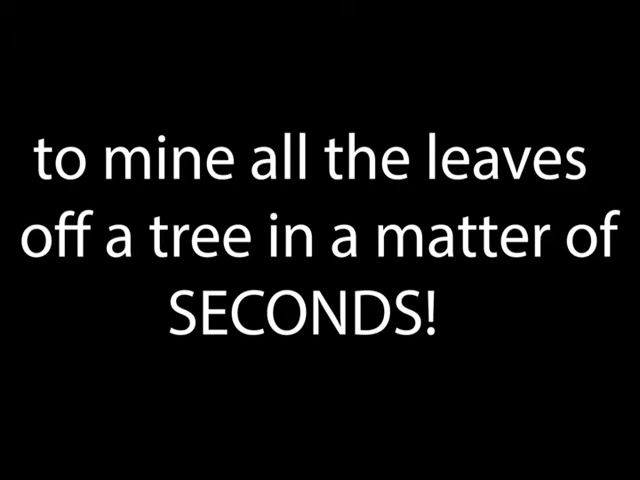 to mine all the leaves
off a tree in a matter of
SECONDS!